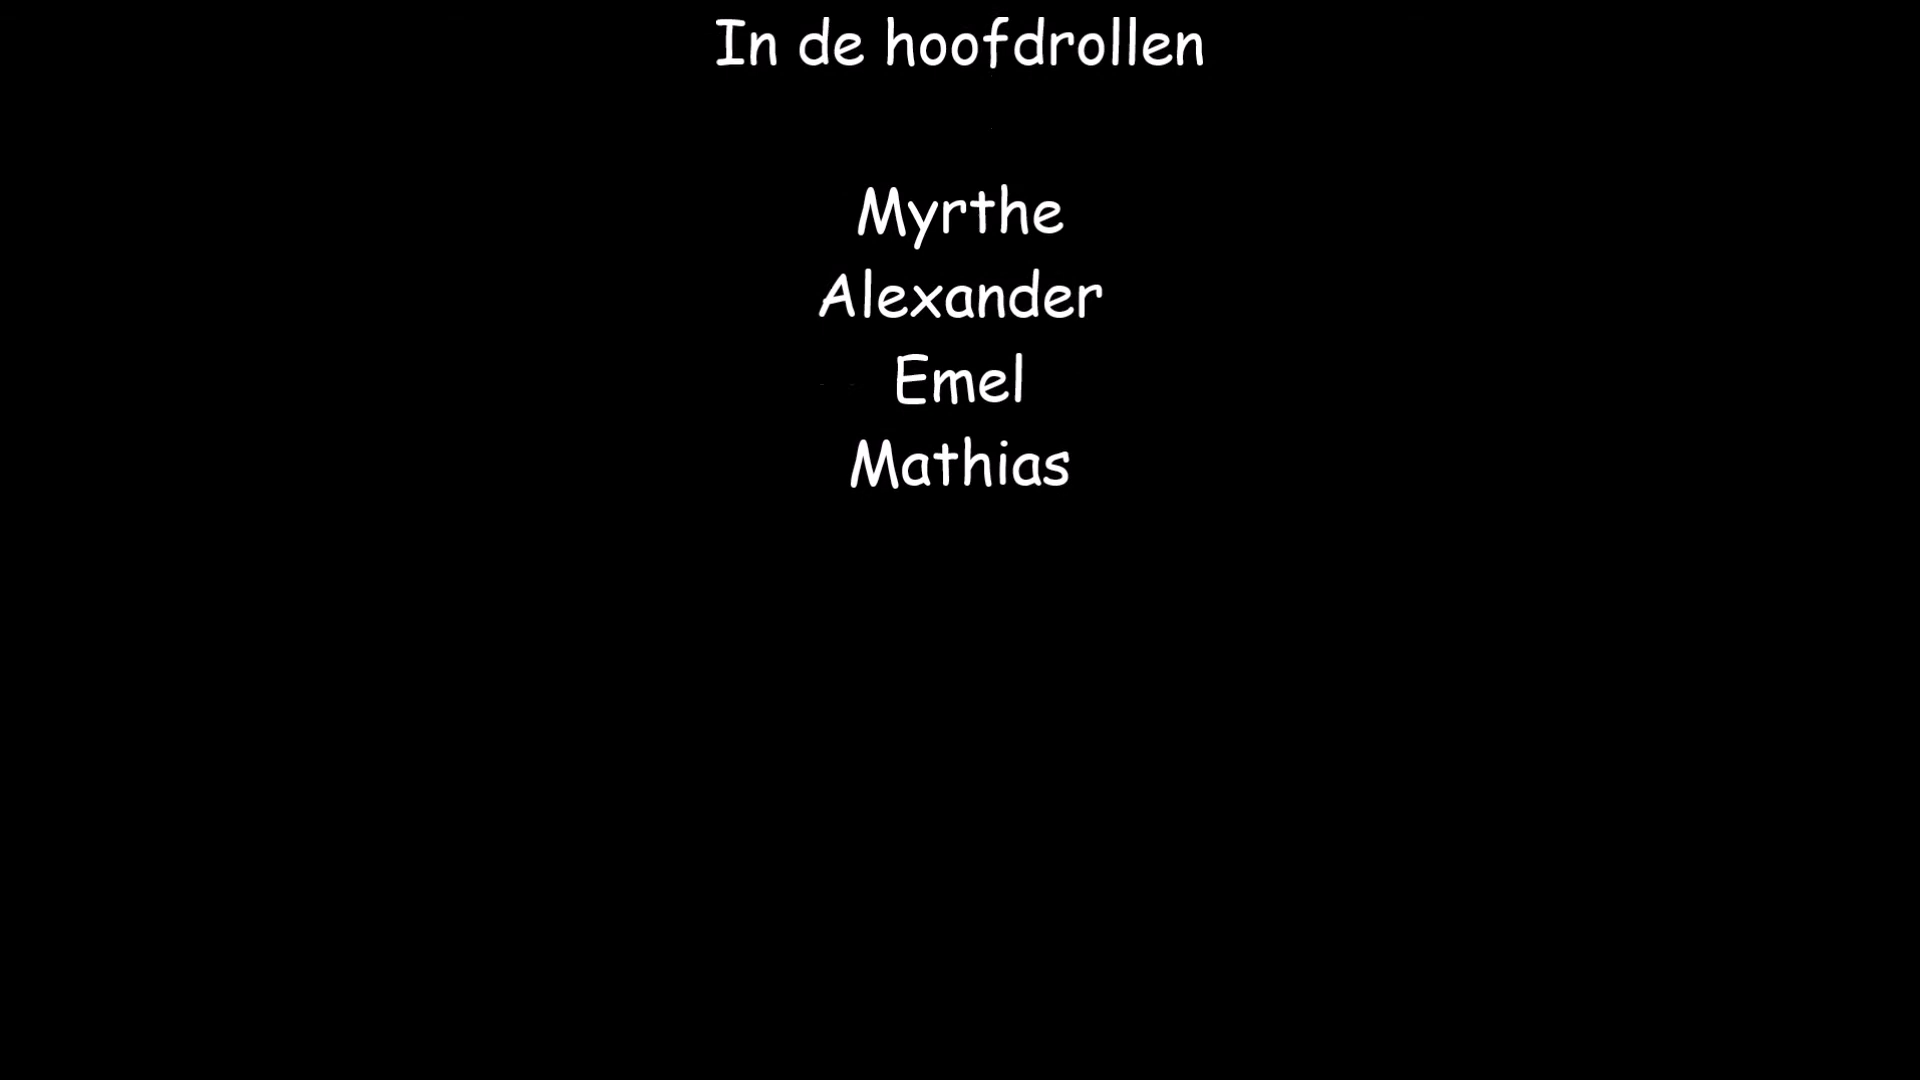 In de hoofdrollen
Myrthe
Alexander
Emel
Mathias